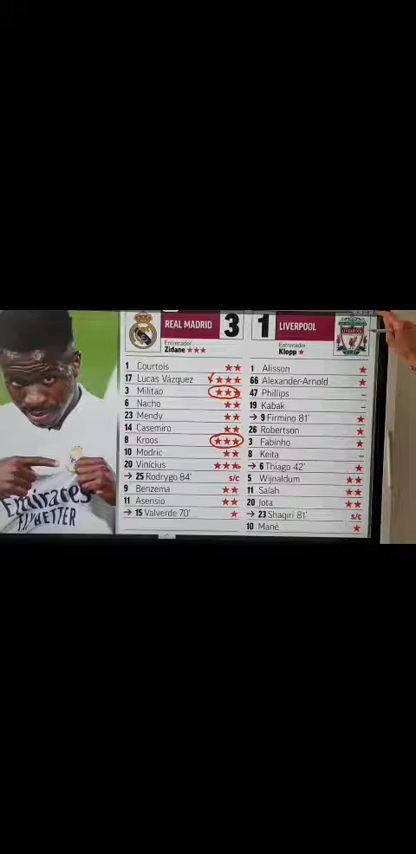 REAL MADRID 3
Entrenador
Zidane ★★★
1 Courtois ★★
17 Lucas Vázquez ★★★
3 Militao ★★★
6 Nacho ★★
23 Mendy ★★
14 Casemiro ★★
8 Kroos ★★★
10 Modric ★★
20 Vinícius ★★★
→ 25 Rodrygo 84' s/c
9 Benzema ★★
11 Asensio ★★
→ 15 Valverde 70' ★
1 LIVERPOOL
Entrenador
Klopp ★
1 Alisson ★
66 Alexander-Arnold ★
47 Phillips –
19 Kabak –
→ 9 Firmino 81' ★
26 Robertson ★
3 Fabinho ★
8 Keita –
→ 6 Thiago 42' ★
5 Wijnaldum ★★
11 Salah ★★
20 Jota ★★
→ 23 Shaqiri 81' s/c
10 Mané ★
Emirates
FLY BETTER